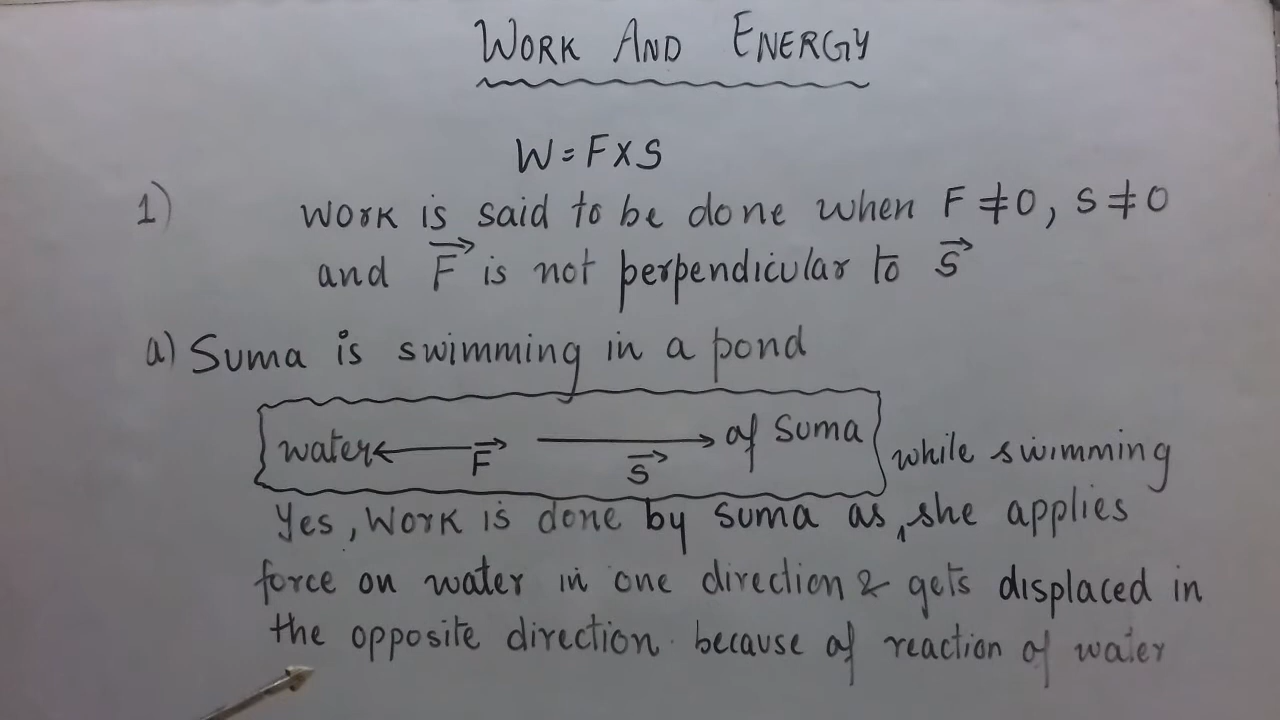 WORK AND ENERGY
W = F X S
1) Work is said to be done when F ≠ 0, S ≠ 0
and F⃗ is not perpendicular to S⃗
a) Suma is swimming in a pond
water ← F⃗ → S⃗ of Suma
while swimming
Yes, Work is done by suma as, she applies
force on water in one direction & gets displaced in
the opposite direction because of reaction of water